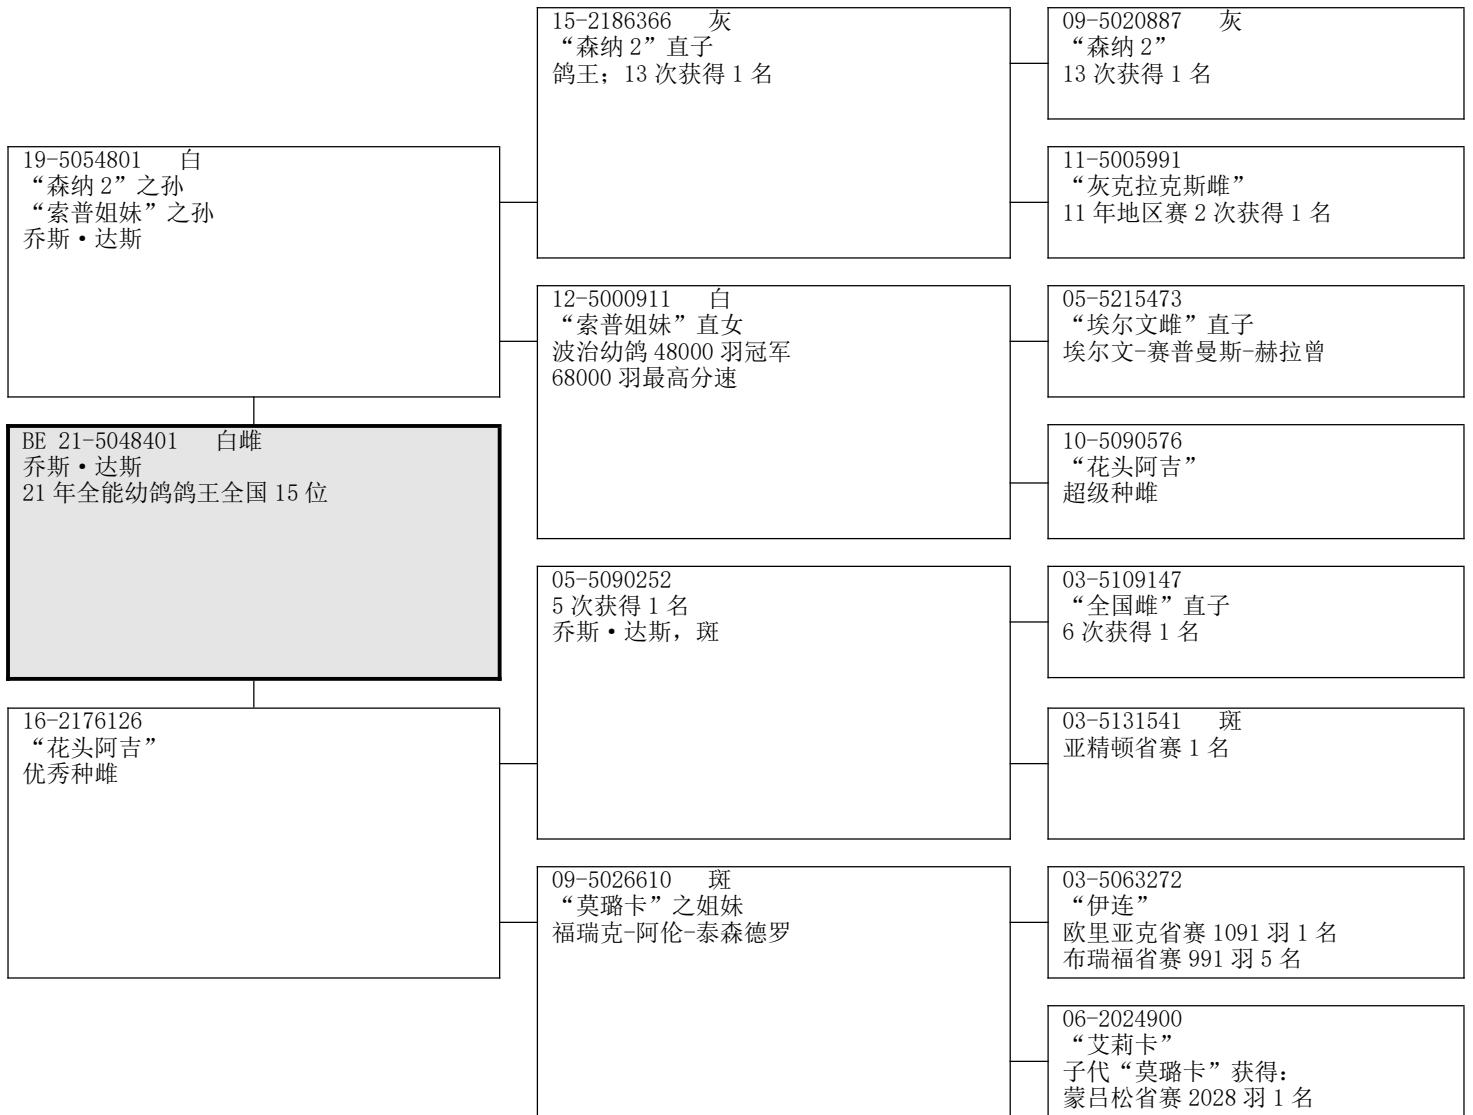 19-5054801 白
“森纳 2”之孙
“索普姐妹”之孙
乔斯•达斯
BE 21-5048401 白雌
乔斯•达斯
21 年全能幼鸽鸽王全国 15 位
16-2176126
“花头阿吉”
优秀种雌
15-2186366 灰
“森纳 2”直子
鸽王；13 次获得 1 名
12-5000911 白
“索普姐妹”直女
波治幼鸽 48000 羽冠军
68000 羽最高分速
05-5090252
5 次获得 1 名
乔斯•达斯，斑
09-5026610 斑
“莫璐卡”之姐妹
福瑞克-阿伦-泰森德罗
09-5020887 灰
“森纳 2”
13 次获得 1 名
11-5005991
“灰克拉克斯雌”
11 年地区赛 2 次获得 1 名
05-5215473
“埃尔文雌”直子
埃尔文-赛普曼斯-赫拉曾
10-5090576
“花头阿吉”
超级种雌
03-5109147
“全国雌”直子
6 次获得 1 名
03-5131541 斑
亚精顿省赛 1 名
03-5063272
“伊连”
欧里亚克省赛 1091 羽 1 名
布瑞福省赛 991 羽 5 名
06-2024900
“艾莉卡”
子代“莫璐卡”获得：
蒙吕松省赛 2028 羽 1 名